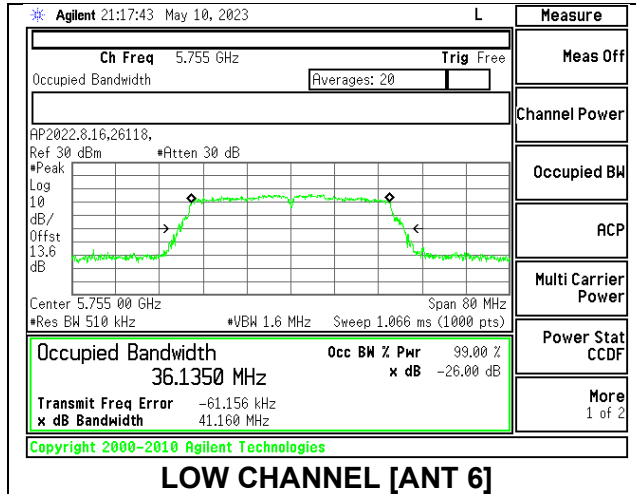 Agilent 21:17:43 May 10, 2023 L Measure
Ch Freq 5.755 GHz Trig Free
Meas Off
Occupied Bandwidth Averages: 20
Channel Power
AP2022.8.16,26118,
Ref 30 dBm #Atten 30 dB
#Peak
Log
10
dB/
Offst
13.6
dB
Occupied BW
ACP
Center 5.755 00 GHz Span 80 MHz
#Res BW 510 kHz #VBW 1.6 MHz Sweep 1.066 ms (1000 pts)
Multi Carrier
Power
Occupied Bandwidth Occ BW % Pwr 99.00 %
36.1350 MHz x dB -26.00 dB
Power Stat
CCDF
Transmit Freq Error -61.156 kHz
x dB Bandwidth 41.160 MHz
More
1 of 2
Copyright 2000-2010 Agilent Technologies
LOW CHANNEL [ANT 6]